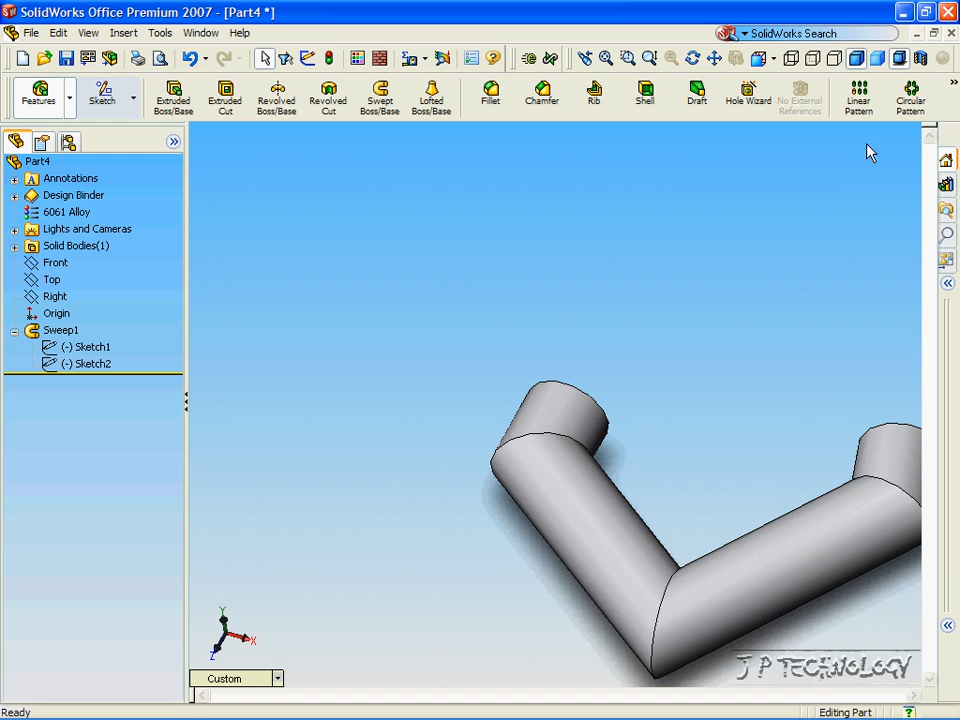 SolidWorks Office Premium 2007 - [Part4 *]
File Edit View Insert Tools Window Help SolidWorks Search
Features Sketch Extruded Boss/Base Extruded Cut Revolved Boss/Base Revolved Cut Swept Boss/Base Lofted Boss/Base Fillet Chamfer Rib Shell Draft Hole Wizard No External References Linear Pattern Circular Pattern
Part4
Annotations
Design Binder
6061 Alloy
Lights and Cameras
Solid Bodies(1)
Front
Top
Right
Origin
Sweep1
(-) Sketch1
(-) Sketch2
Y
X
Z
J P TECHNOLOGY
Custom
Ready Editing Part